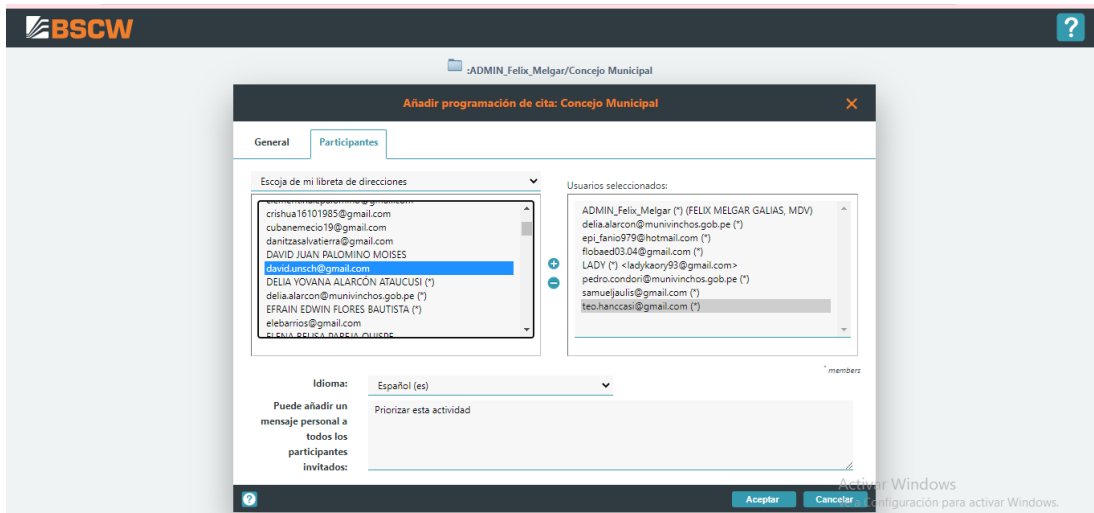 BSCW
?
:ADMIN_Felix_Melgar/Concejo Municipal
Añadir programación de cita: Concejo Municipal
General
Participantes
Escoja de mi libreta de direcciones
crishua16101985@gmail.com
cubanemecio19@gmail.com
danitzasalvatierra@gmail.com
DAVID JUAN PALOMINO MOISES
david.unsch@gmail.com
DELIA YOVANA ALARCÓN ATAUCUSI (*)
delia.alarcon@munivinchos.gob.pe (*)
EFRAIN EDWIN FLORES BAUTISTA (*)
elebarrios@gmail.com
Usuarios seleccionados:
ADMIN_Felix_Melgar (*) (FELIX MELGAR GALIAS, MDV)
delia.alarcon@munivinchos.gob.pe (*)
epi_fanio979@hotmail.com (*)
flobaed03.04@gmail.com (*)
LADY (*) <ladykaory93@gmail.com>
pedro.condori@munivinchos.gob.pe (*)
samueljaulis@gmail.com (*)
teo.hanccasi@gmail.com (*)
* members
Idioma:
Español (es)
Puede añadir un
mensaje personal a
todos los
participantes
invitados:
Priorizar esta actividad
?
Aceptar
Cancelar
Activar Windows
Configuración para activar Windows.